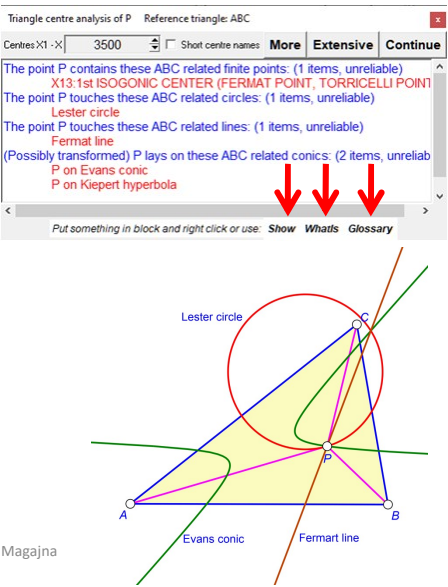 Triangle centre analysis of P Reference triangle: ABC x
Centres X1 - X 3500 Short centre names More Extensive Continue
The point P contains these ABC related finite points: (1 items, unreliable)
X13:1st ISOGONIC CENTER (FERMAT POINT, TORRICELLI POINT
The point P touches these ABC related circles: (1 items, unreliable)
Lester circle
The point P touches these ABC related lines: (1 items, unreliable)
Fermat line
(Possibly transformed) P lays on these ABC related conics: (2 items, unreliab
P on Evans conic
P on Kiepert hyperbola
Put something in block and right click or use: Show WhatIs Glossary
Lester circle
C
P
A
B
Evans conic
Fermart line
Magajna